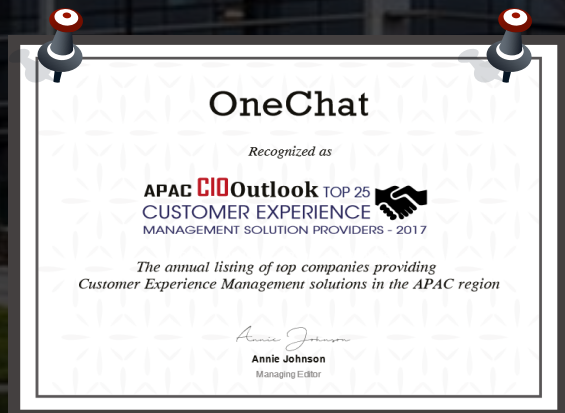 OneChat
Recognized as
APAC CIOOutlook TOP 25
CUSTOMER EXPERIENCE
MANAGEMENT SOLUTION PROVIDERS - 2017
The annual listing of top companies providing
Customer Experience Management solutions in the APAC region
Annie Johnson
Annie Johnson
Managing Editor